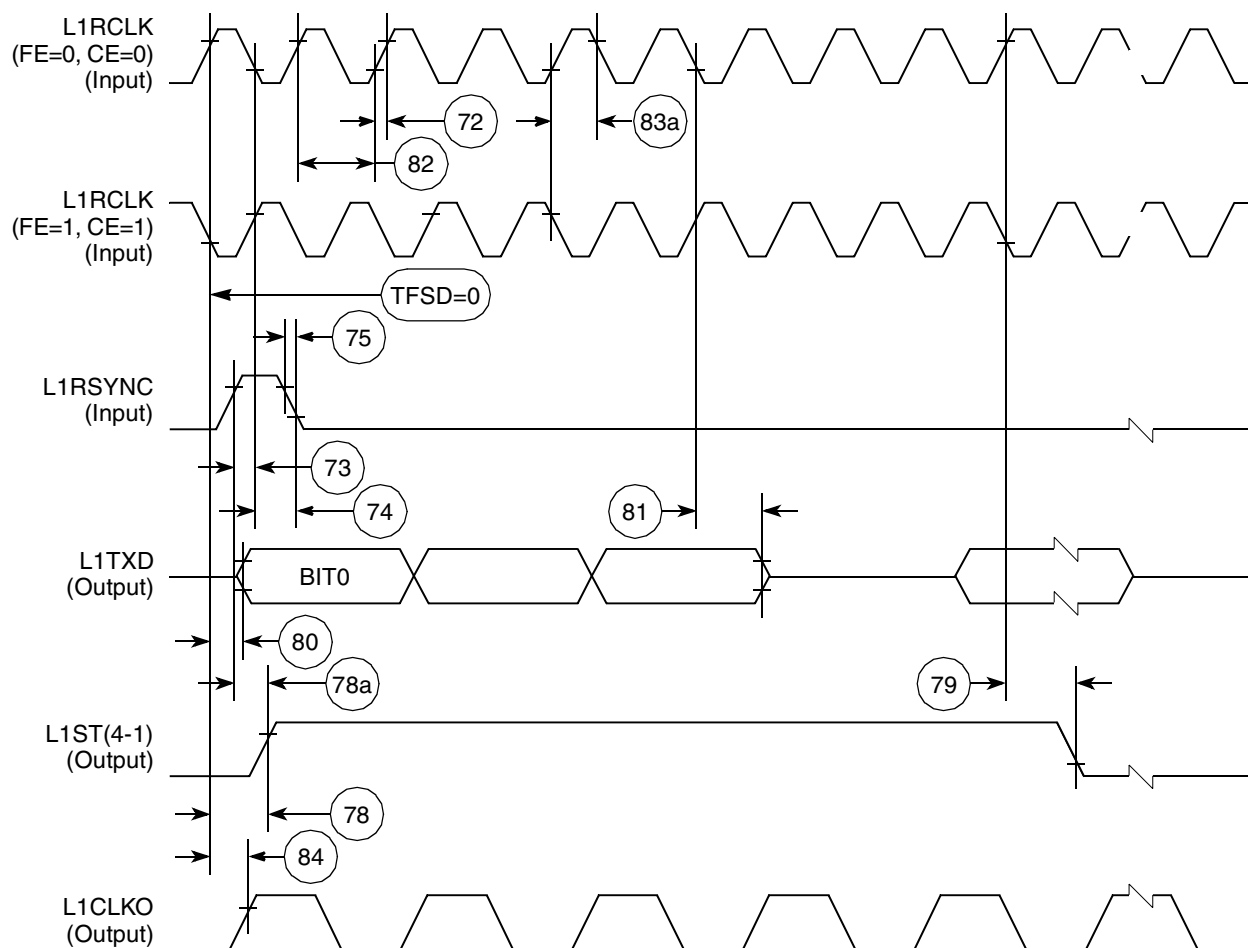 L1RCLK
(FE=0, CE=0)
(Input)
72
83a
82
L1RCLK
(FE=1, CE=1)
(Input)
TFSD=0
75
L1RSYNC
(Input)
73
74
81
L1TXD
(Output)
BIT0
80
78a
79
L1ST(4-1)
(Output)
78
84
L1CLKO
(Output)